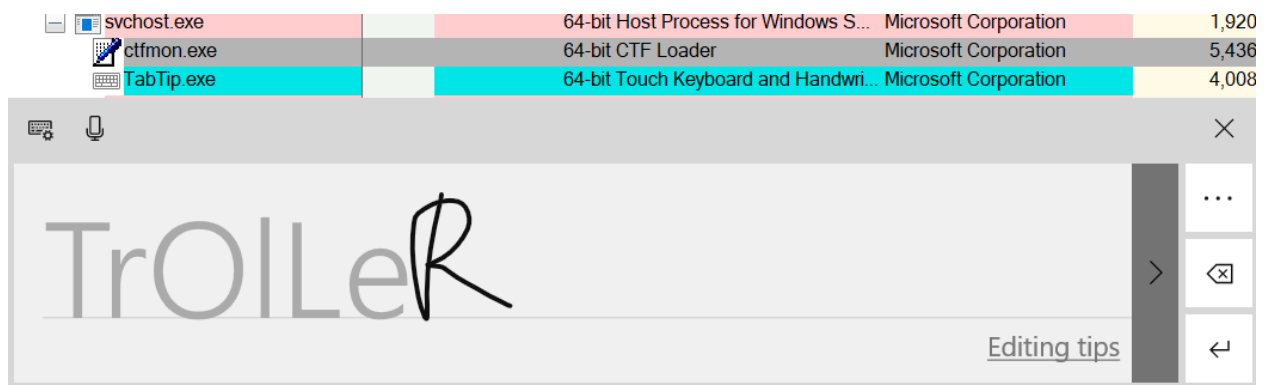 svchost.exe 64-bit Host Process for Windows S... Microsoft Corporation 1,920
ctfmon.exe 64-bit CTF Loader Microsoft Corporation 5,436
TabTip.exe 64-bit Touch Keyboard and Handwri... Microsoft Corporation 4,008
TrOlLeR
Editing tips